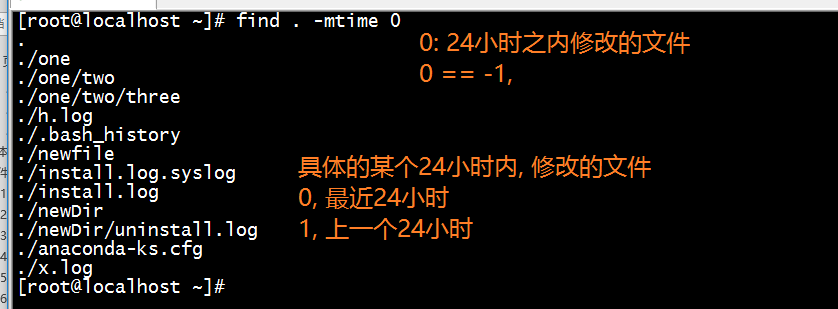 [root@localhost ~]# find . -mtime 0
0: 24小时之内修改的文件
.
./one
0 == -1,
./one/two
./one/two/three
./h.log
./.bash_history
./newfile
具体的某个24小时内, 修改的文件
./install.log.syslog
./install.log
0, 最近24小时
./newDir
./newDir/uninstall.log
1, 上一个24小时
./anaconda-ks.cfg
./x.log
[root@localhost ~]#